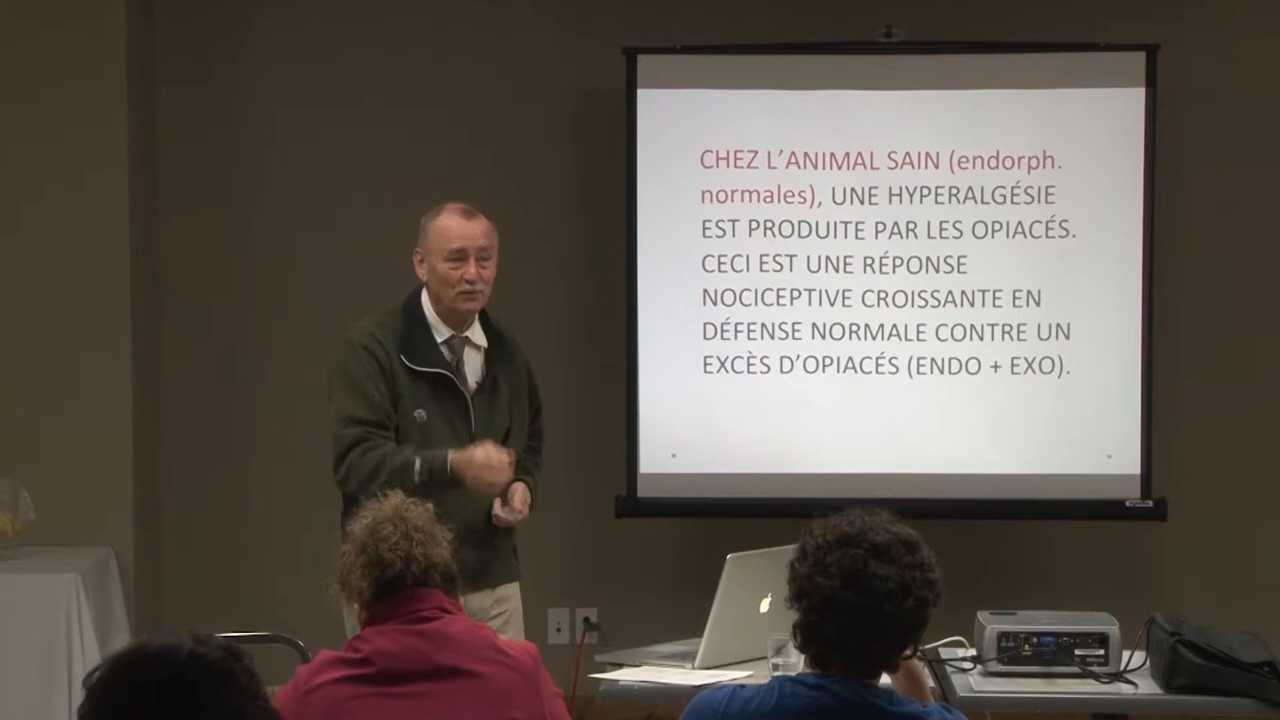 CHEZ L'ANIMAL SAIN (endorph.
normales), UNE HYPERALGÉSIE
EST PRODUITE PAR LES OPIACÉS.
CECI EST UNE RÉPONSE
NOCICEPTIVE CROISSANTE EN
DÉFENSE NORMALE CONTRE UN
EXCÈS D'OPIACÉS (ENDO + EXO).